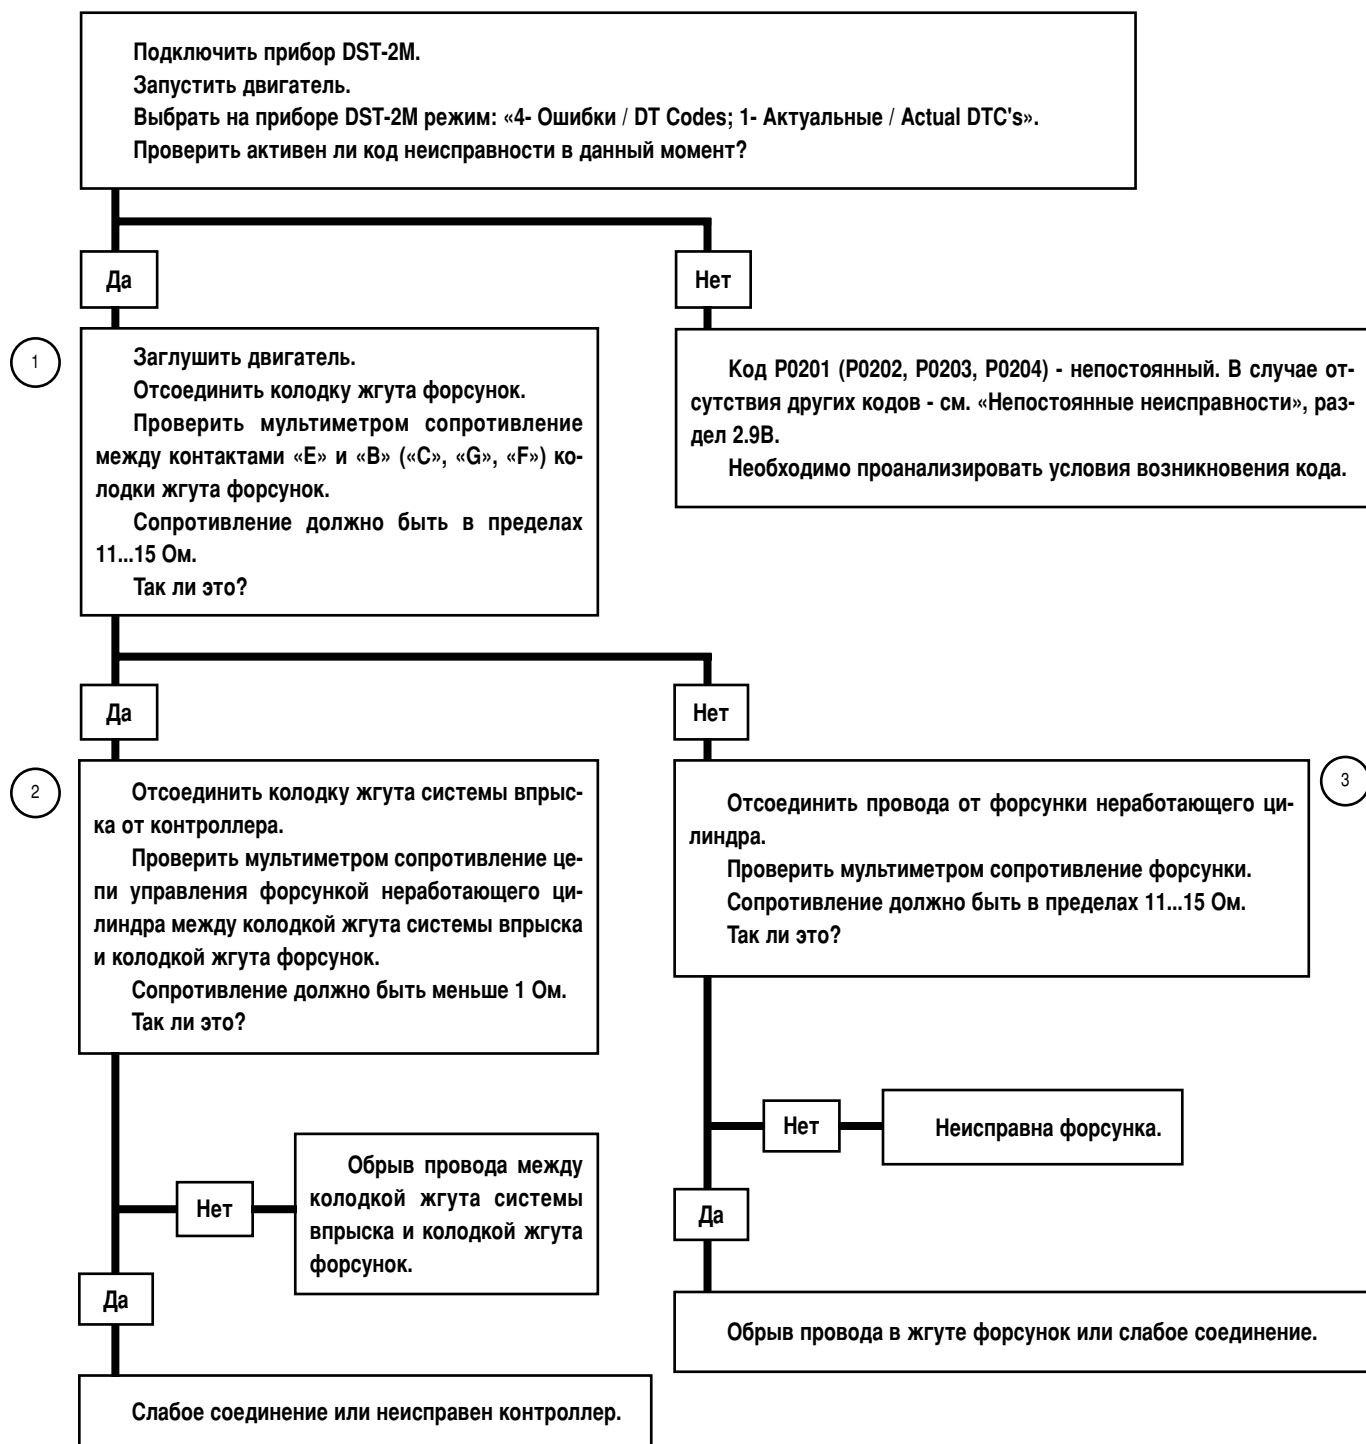 Подключить прибор DST-2M.
Запустить двигатель.
Выбрать на приборе DST-2M режим: «4- Ошибки / DT Codes; 1- Актуальные / Actual DTC's».
Проверить активен ли код неисправности в данный момент?
Да
Нет
1
Заглушить двигатель.
Отсоединить колодку жгута форсунок.
Проверить мультиметром сопротивление
между контактами «E» и «B» («C», «G», «F») ко-
лодки жгута форсунок.
Сопротивление должно быть в пределах
11...15 Ом.
Так ли это?
Код P0201 (P0202, P0203, P0204) - непостоянный. В случае от-
сутствия других кодов - см. «Непостоянные неисправности», раз-
дел 2.9В.
Необходимо проанализировать условия возникновения кода.
Да
Нет
2
Отсоединить колодку жгута системы впрыс-
ка от контроллера.
Проверить мультиметром сопротивление це-
пи управления форсункой неработающего ци-
линдра между колодкой жгута системы впрыска
и колодкой жгута форсунок.
Сопротивление должно быть меньше 1 Ом.
Так ли это?
3
Отсоединить провода от форсунки неработающего ци-
линдра.
Проверить мультиметром сопротивление форсунки.
Сопротивление должно быть в пределах 11...15 Ом.
Так ли это?
Нет
Неисправна форсунка.
Нет
Обрыв провода между
колодкой жгута системы
впрыска и колодкой жгута
форсунок.
Да
Да
Обрыв провода в жгуте форсунок или слабое соединение.
Слабое соединение или неисправен контроллер.